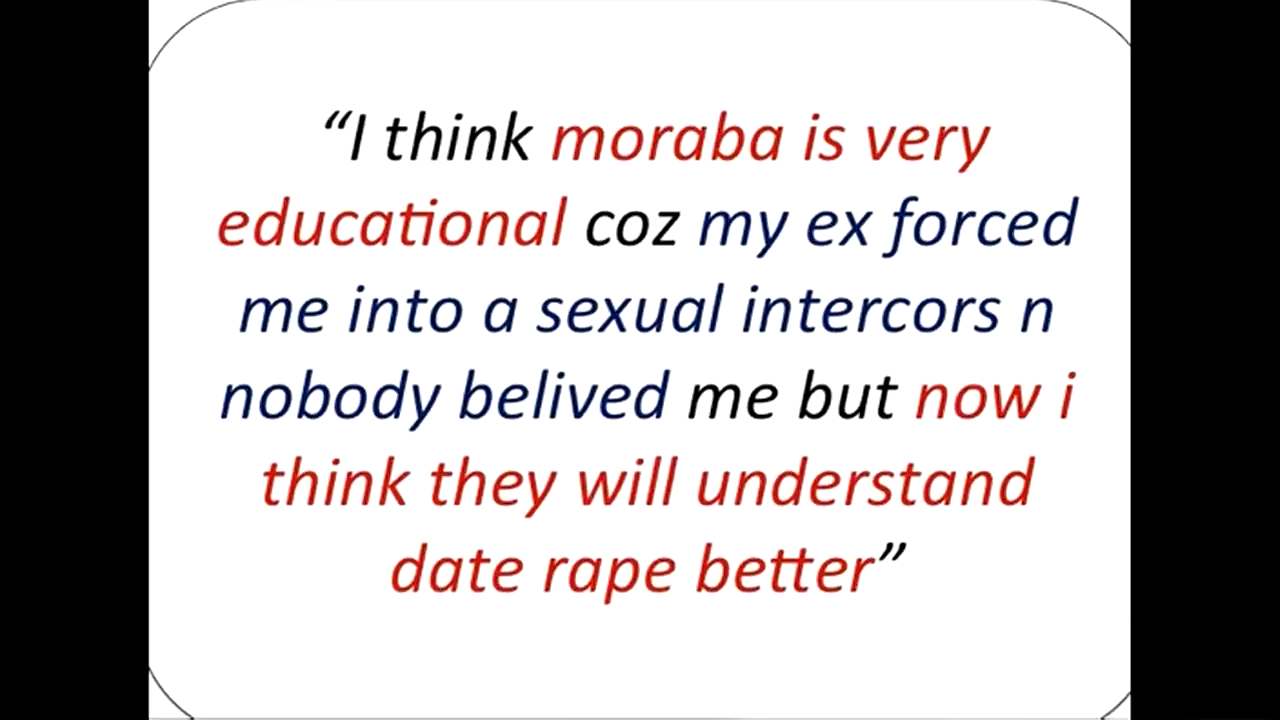 “I think moraba is very
educational coz my ex forced
me into a sexual intercors n
nobody belived me but now i
think they will understand
date rape better”